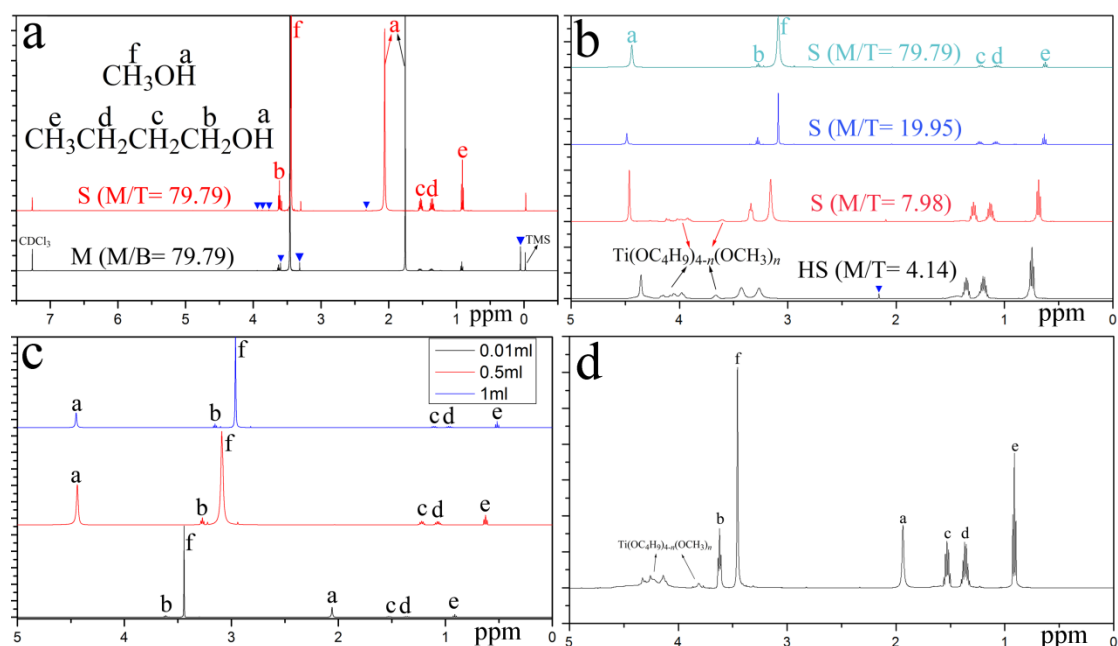 a
f
a
CH₃OH
e
d
c
b
a
CH₃CH₂CH₂CH₂OH
f
a
b
cd
e
S (M/T= 79.79)
CDCl₃
M (M/B= 79.79)
TMS
7
6
5
4
3
2
1
0
ppm
b
a
b
f
c
d
e
S (M/T= 79.79)
S (M/T= 19.95)
S (M/T= 7.98)
Ti(OC₄H₉)₄₋ₙ(OCH₃)ₙ
HS (M/T= 4.14)
5
4
3
2
1
0
ppm
c
0.01ml
0.5ml
1ml
a
b
f
c
d
e
a
b
f
c
d
e
b
f
a
c
d
e
5
4
3
2
1
0
ppm
d
f
b
a
c
d
e
Ti(OC₄H₉)₄₋ₙ(OCH₃)ₙ
5
4
3
2
1
0
ppm